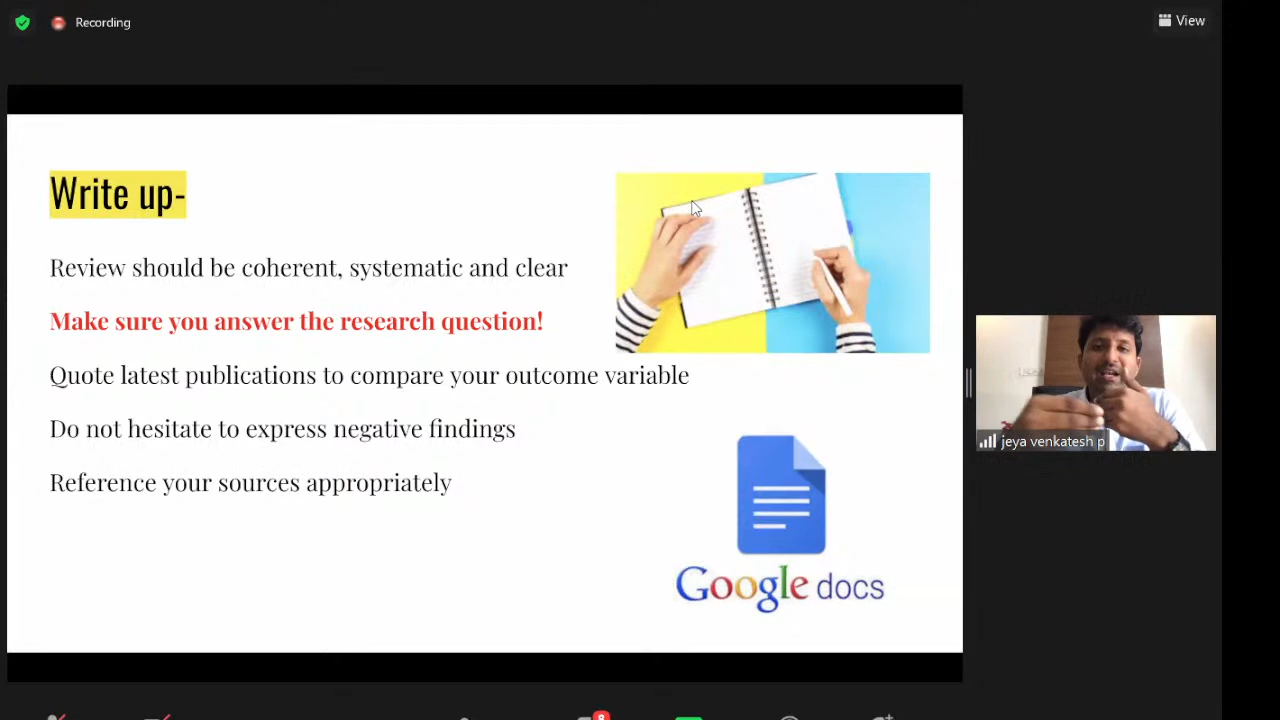 Recording
View
Write up-
Review should be coherent, systematic and clear
Make sure you answer the research question!
Quote latest publications to compare your outcome variable
Do not hesitate to express negative findings
Reference your sources appropriately
Google docs
jeya venkatesh p
8